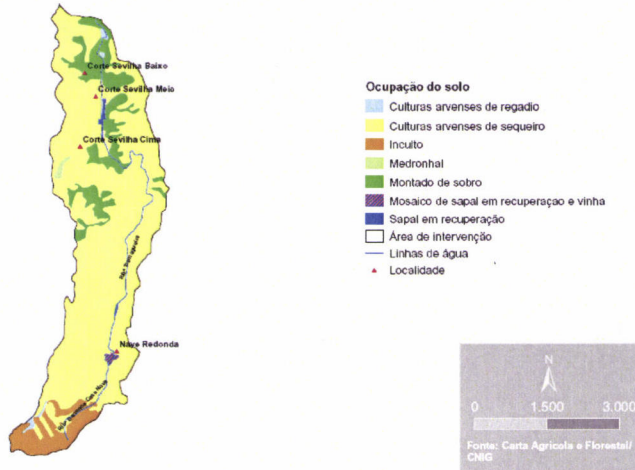 Corte Sevilha Baixo
Corte Sevilha Meio
Corte Sevilha Cima
Nave Redonda
Ocupação do solo
Culturas arvenses de regadio
Culturas arvenses de sequeiro
Inculto
Medronhal
Montado de sobro
Mosaico de sapal em recuperaçao e vinha
Sapal em recuperação
Área de intervenção
Linhas de água
Localidade
N
0 1.500 3.000
Fonte: Carta Agrícola e Florestal/
CNIG